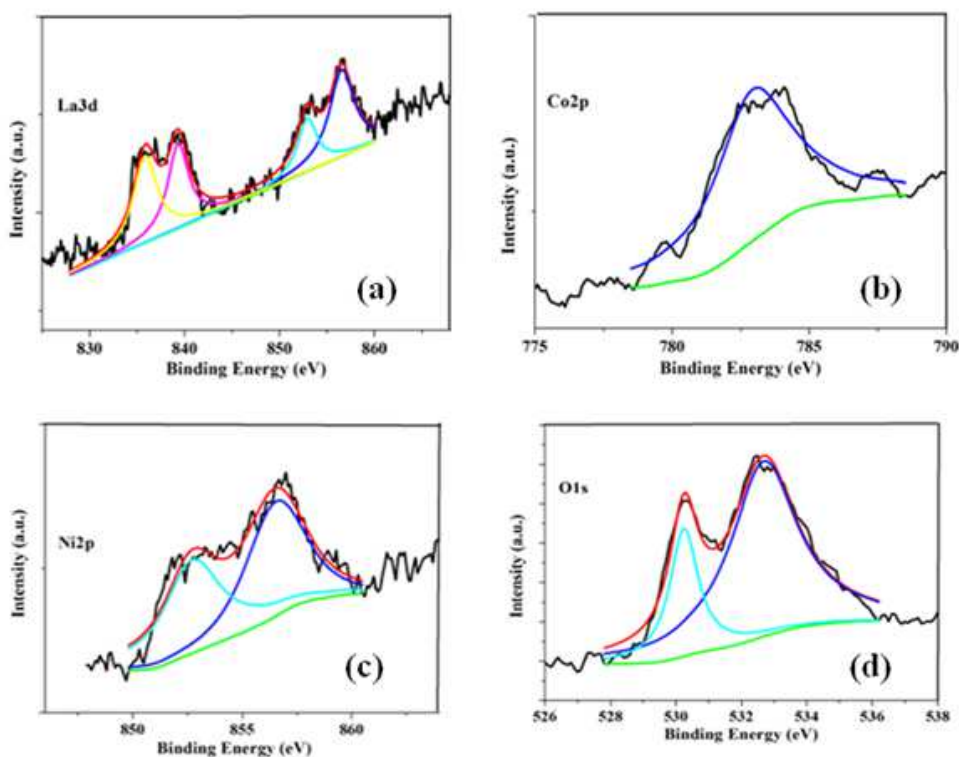 La3d
Intensity (a.u.)
(a)
830 840 850 860
Binding Energy (eV)
Co2p
Intensity (a.u.)
(b)
775 780 785 790
Binding Energy (eV)
Ni2p
Intensity (a.u.)
(c)
850 855 860
Binding Energy (eV)
O1s
Intensity (a.u.)
(d)
526 528 530 532 534 536 538
Binding Energy (eV)